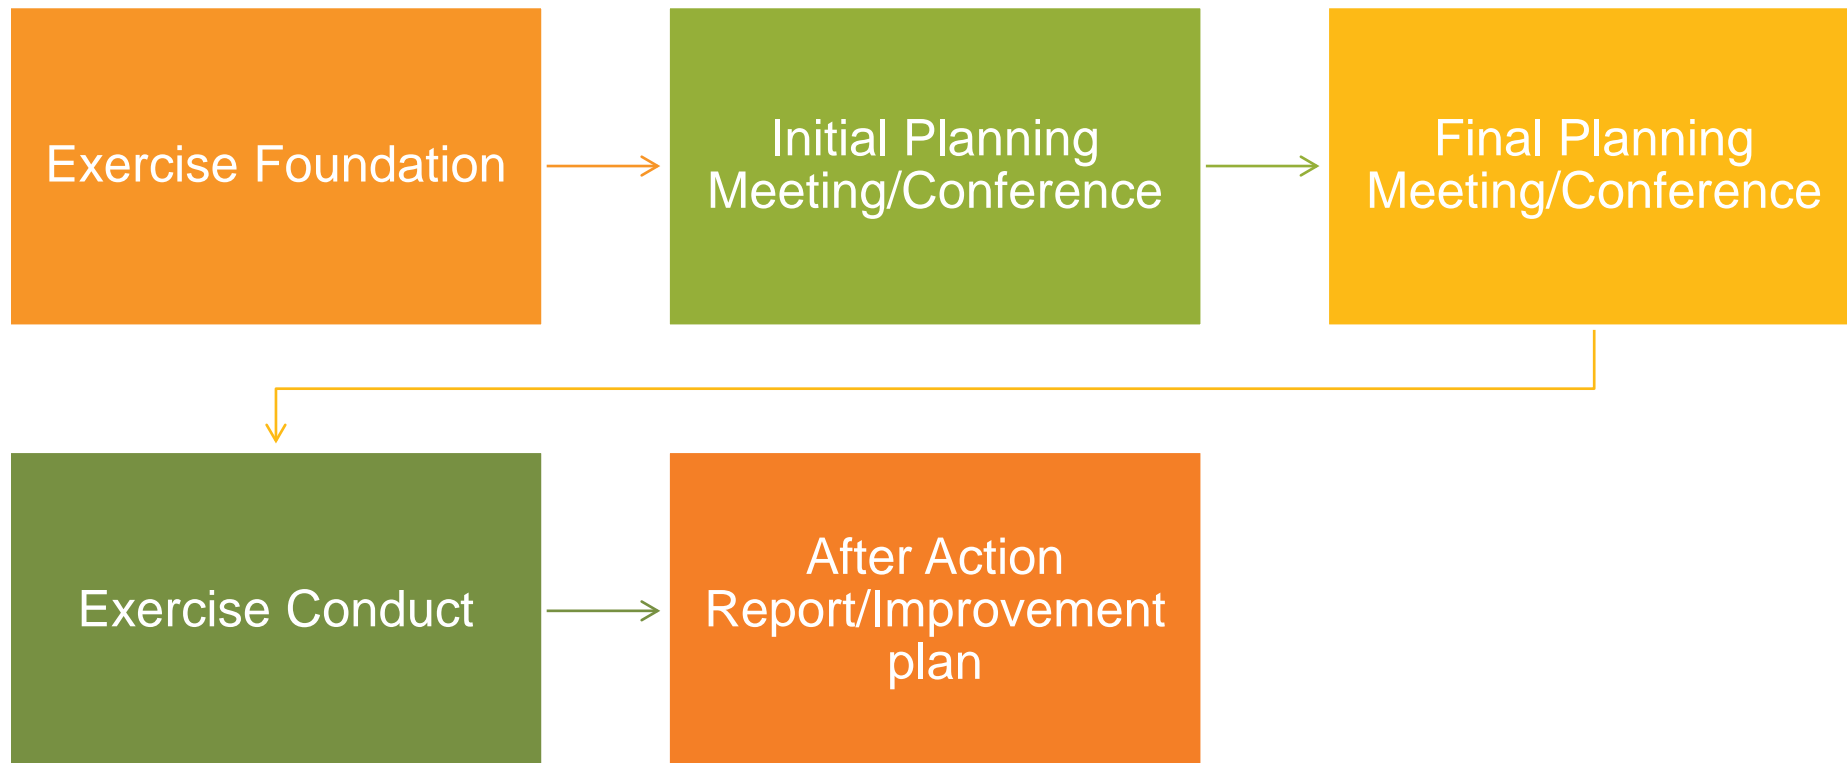 Exercise Foundation
Initial Planning
Meeting/Conference
Final Planning
Meeting/Conference
Exercise Conduct
After Action
Report/Improvement
plan